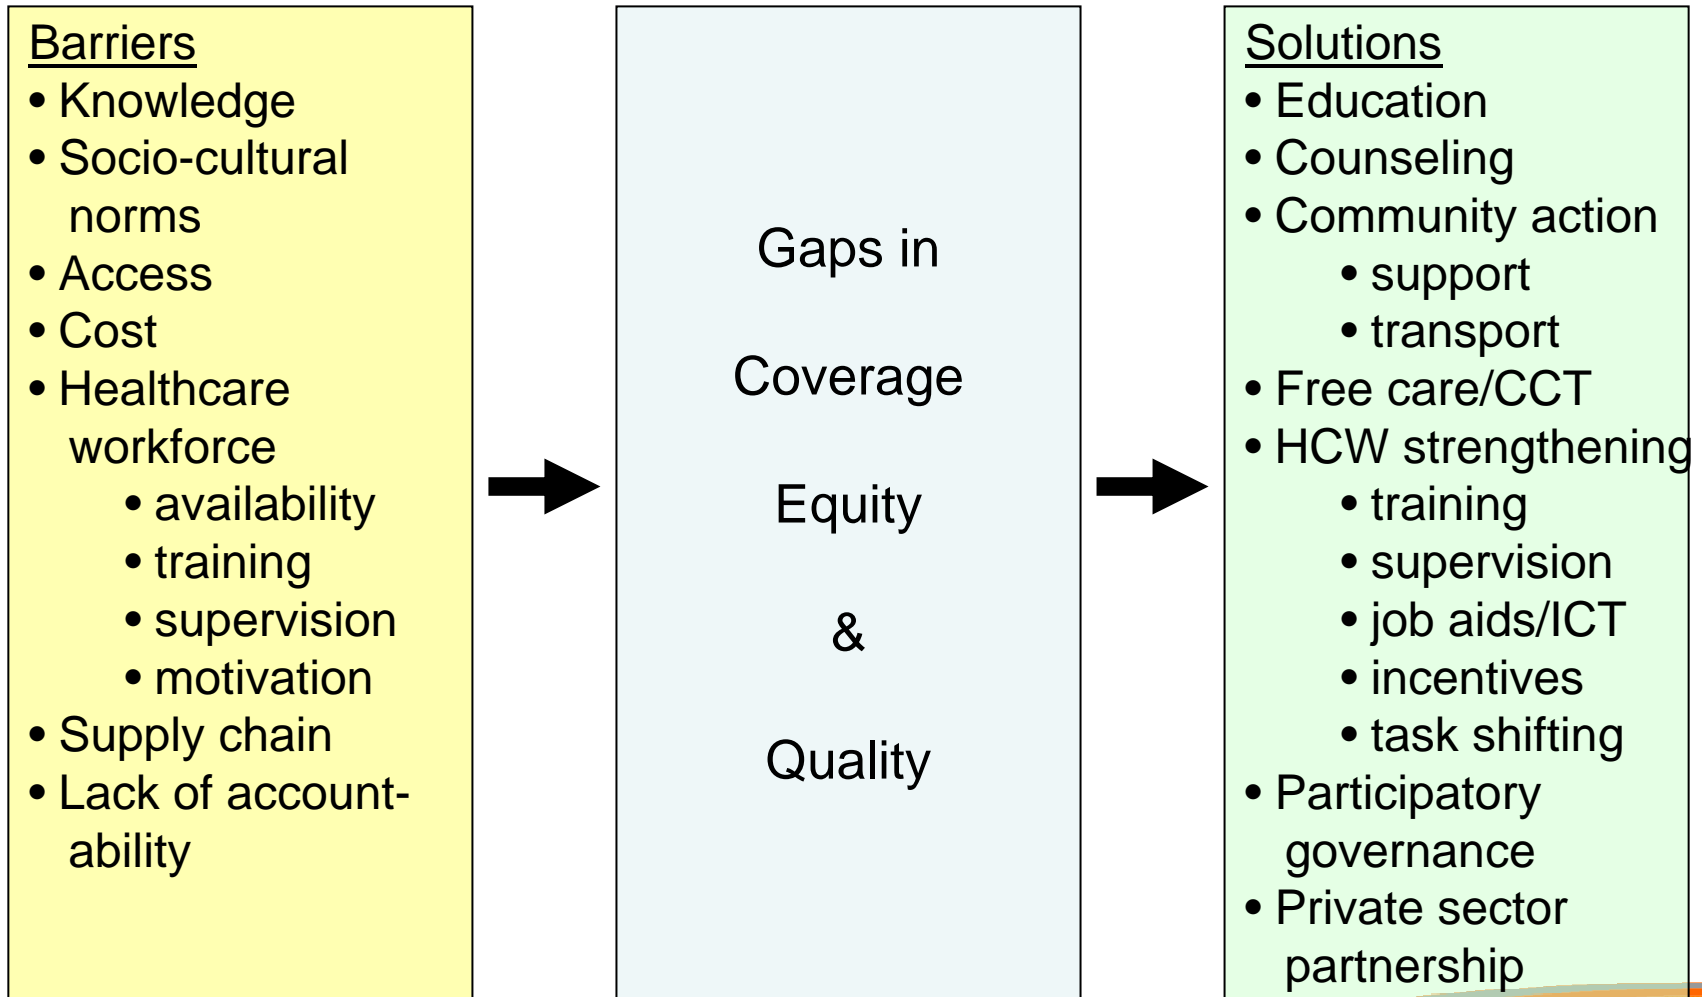 Barriers
• Knowledge
• Socio-cultural
norms
• Access
• Cost
• Healthcare
workforce
• availability
• training
• supervision
• motivation
• Supply chain
• Lack of account-
ability
Gaps in
Coverage
Equity
&
Quality
Solutions
• Education
• Counseling
• Community action
• support
• transport
• Free care/CCT
• HCW strengthening
• training
• supervision
• job aids/ICT
• incentives
• task shifting
• Participatory
governance
• Private sector
partnership